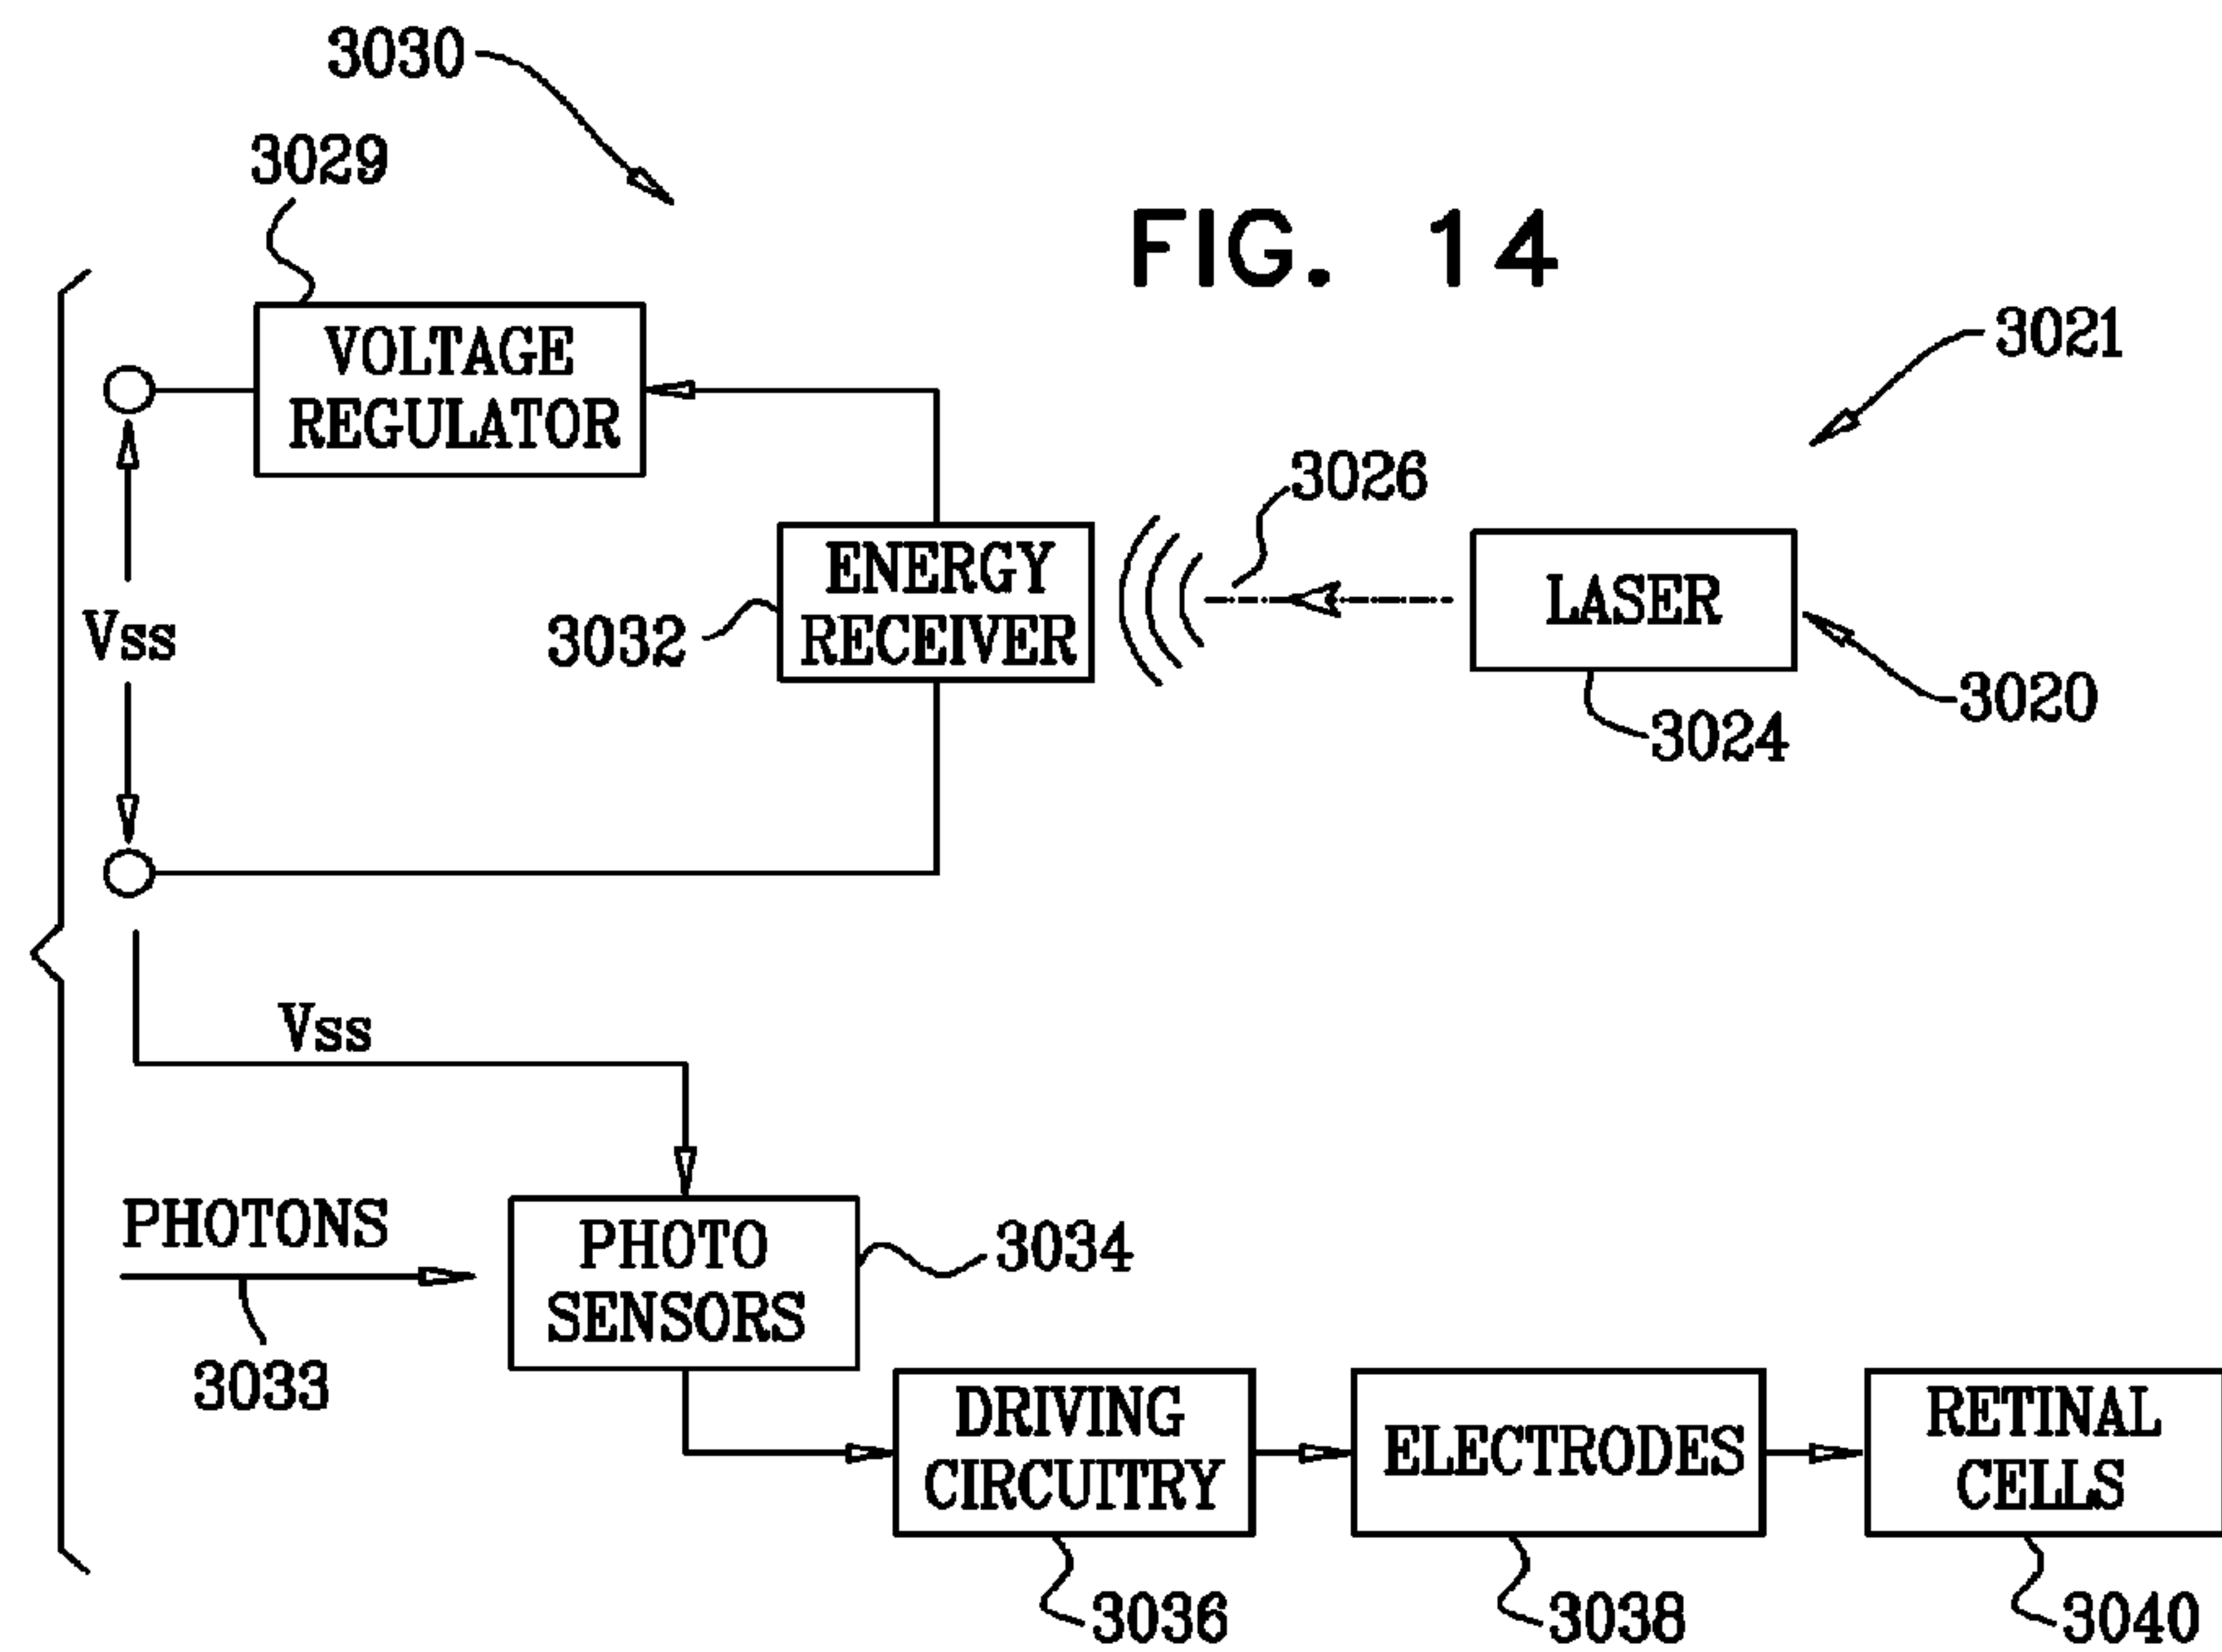 3030
3029
FIG. 14
3021
VOLTAGE
REGULATOR
3026
ENERGY
RECEIVER
LASER
3032
Vss
3020
3024
Vss
PHOTONS
PHOTO
SENSORS
3034
3033
DRIVING
CIRCUITRY
ELECTRODES
RETINAL
CELLS
3036
3038
3040